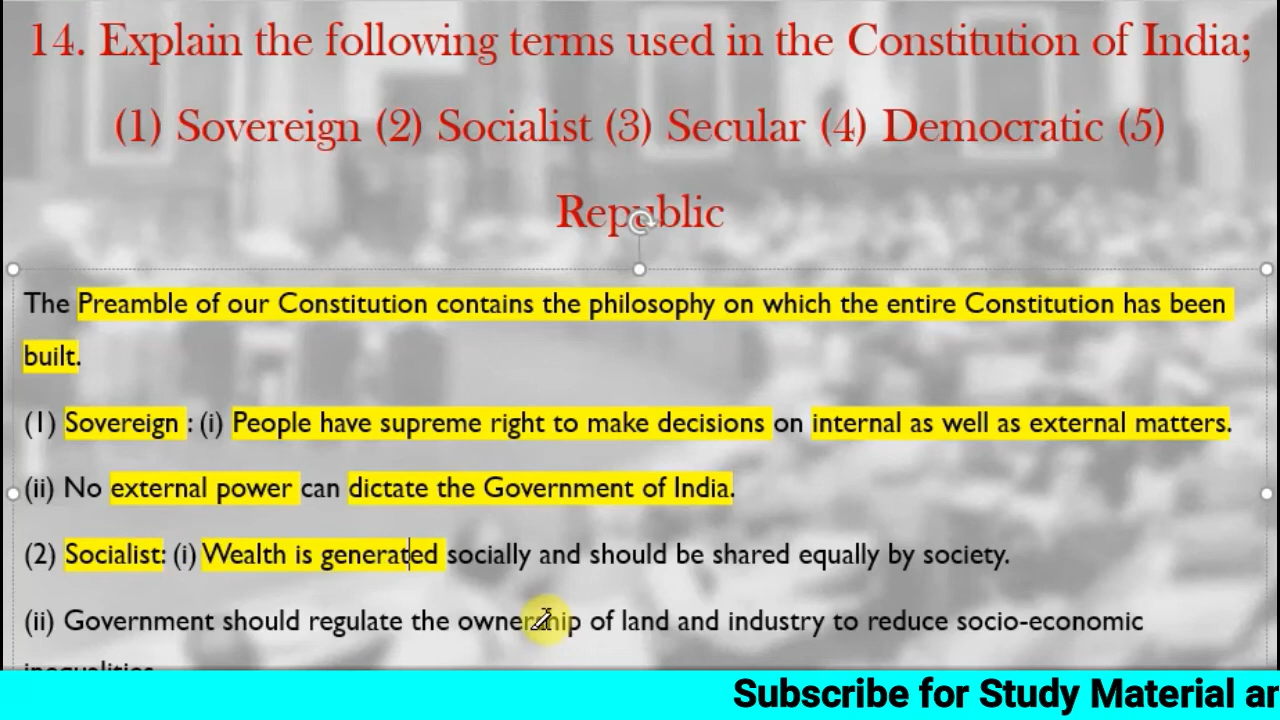 14. Explain the following terms used in the Constitution of India;
(1) Sovereign (2) Socialist (3) Secular (4) Democratic (5)
Republic
The Preamble of our Constitution contains the philosophy on which the entire Constitution has been
built.
(1) Sovereign : (i) People have supreme right to make decisions on internal as well as external matters.
(ii) No external power can dictate the Government of India.
(2) Socialist: (i) Wealth is generated socially and should be shared equally by society.
(ii) Government should regulate the ownership of land and industry to reduce socio-economic
inequalities.
Subscribe for Study Material an